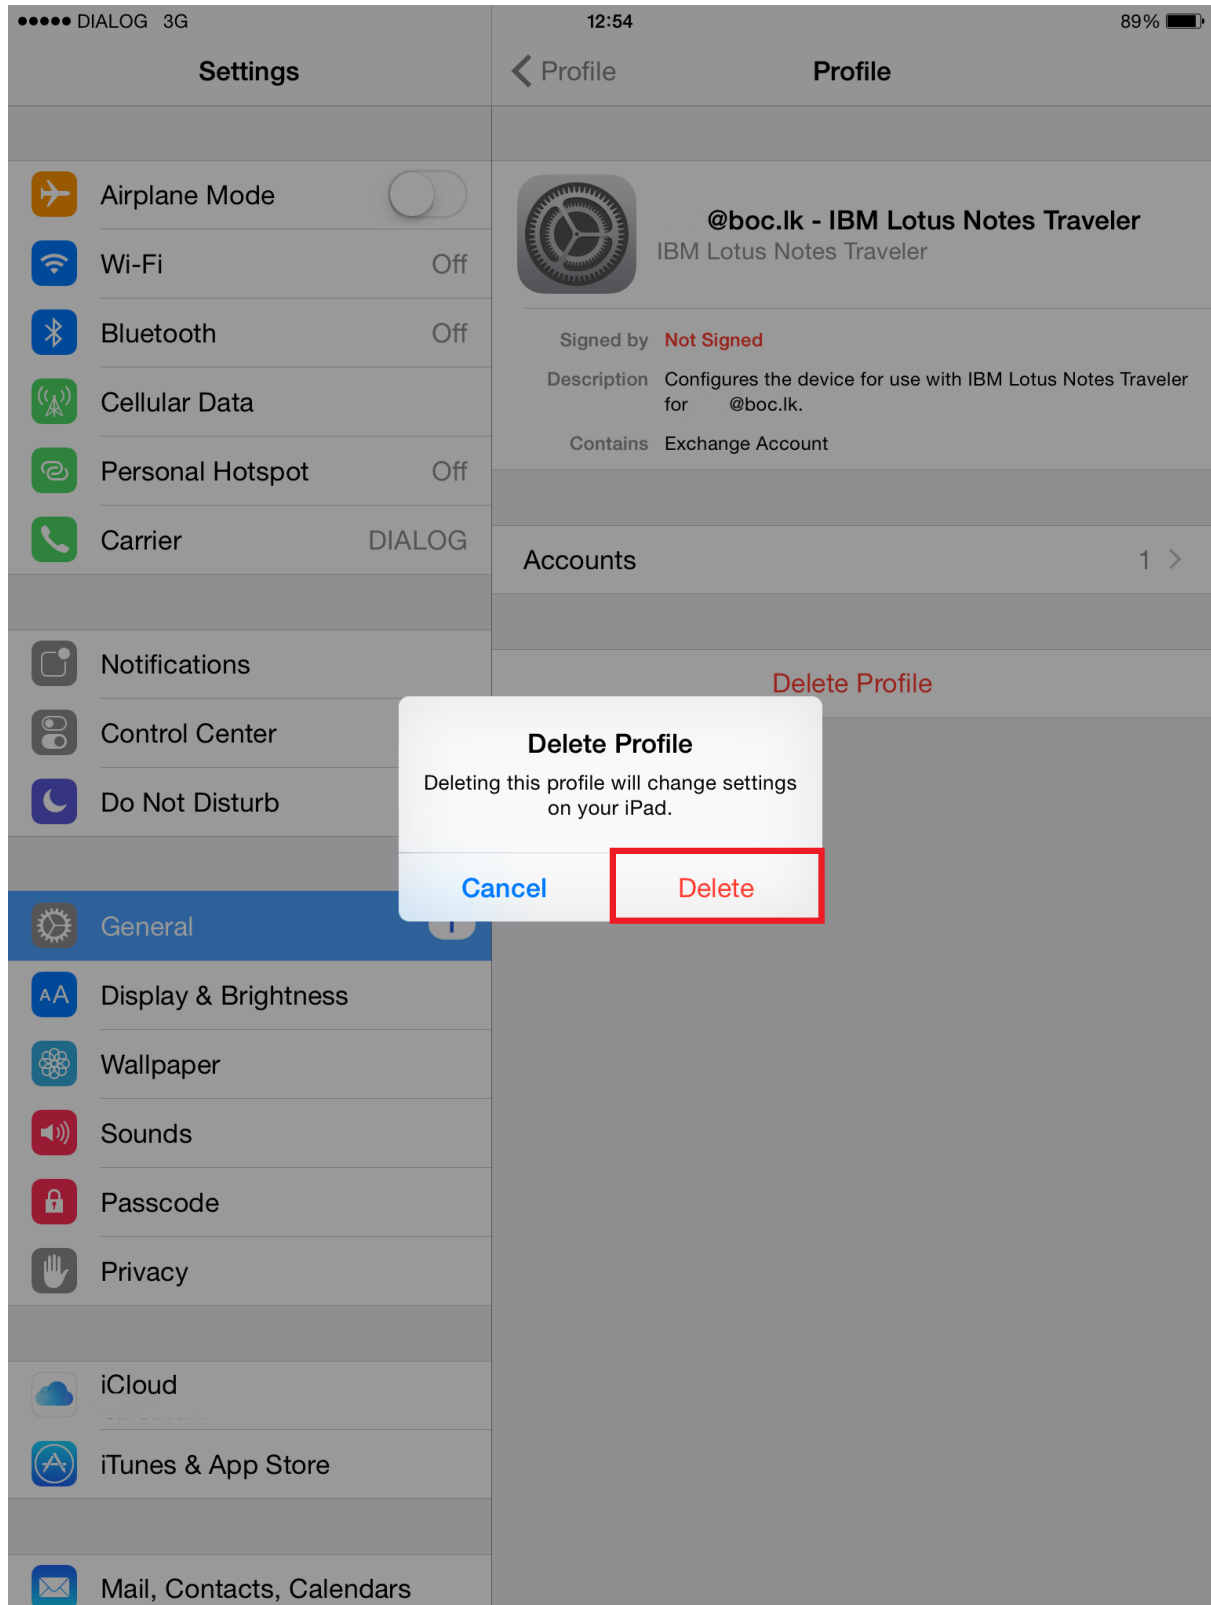 DIALOG 3G
12:54
89%
Settings
Profile
Profile
Airplane Mode
Wi-Fi Off
Bluetooth Off
Cellular Data
Personal Hotspot Off
Carrier DIALOG
Notifications
Control Center
Do Not Disturb
General
AA Display & Brightness
Wallpaper
Sounds
Passcode
Privacy
iCloud
iTunes & App Store
Mail, Contacts, Calendars
@boc.lk - IBM Lotus Notes Traveler
IBM Lotus Notes Traveler
Signed by Not Signed
Description Configures the device for use with IBM Lotus Notes Traveler
for @boc.lk.
Contains Exchange Account
Accounts 1
Delete Profile
Delete Profile
Deleting this profile will change settings
on your iPad.
Cancel Delete